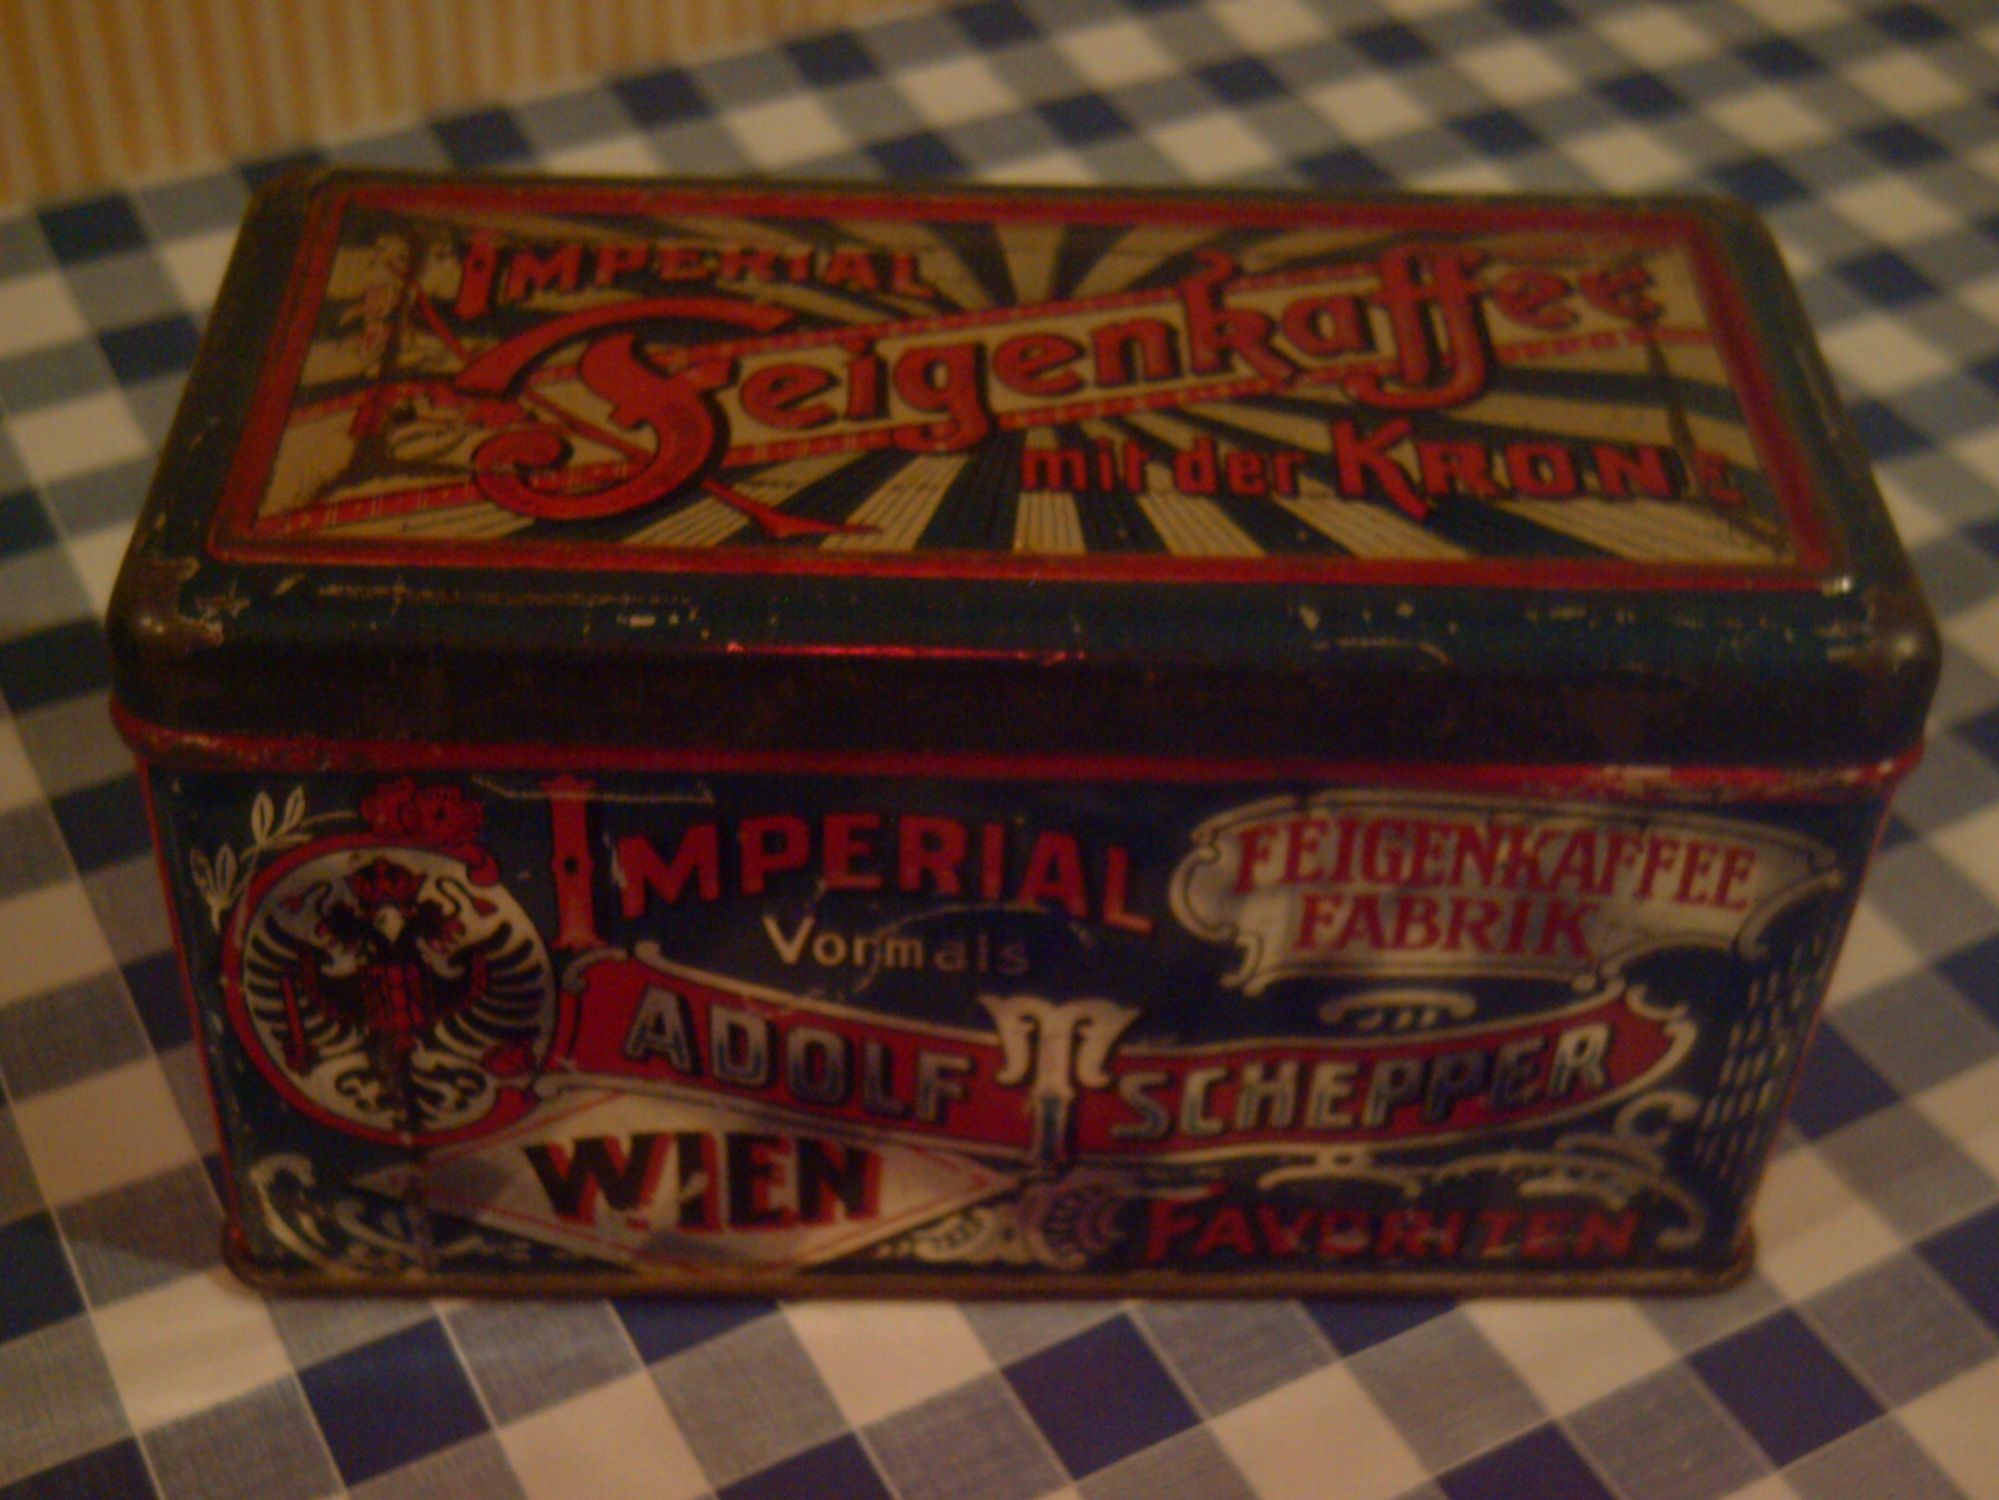 IMPERIAL
Feigenkaffee
mit der KRONE
IMPERIAL
Vormals
FEIGENKAFFEE
FABRIK
ADOLF SCHEPPER
WIEN
FAVORITEN